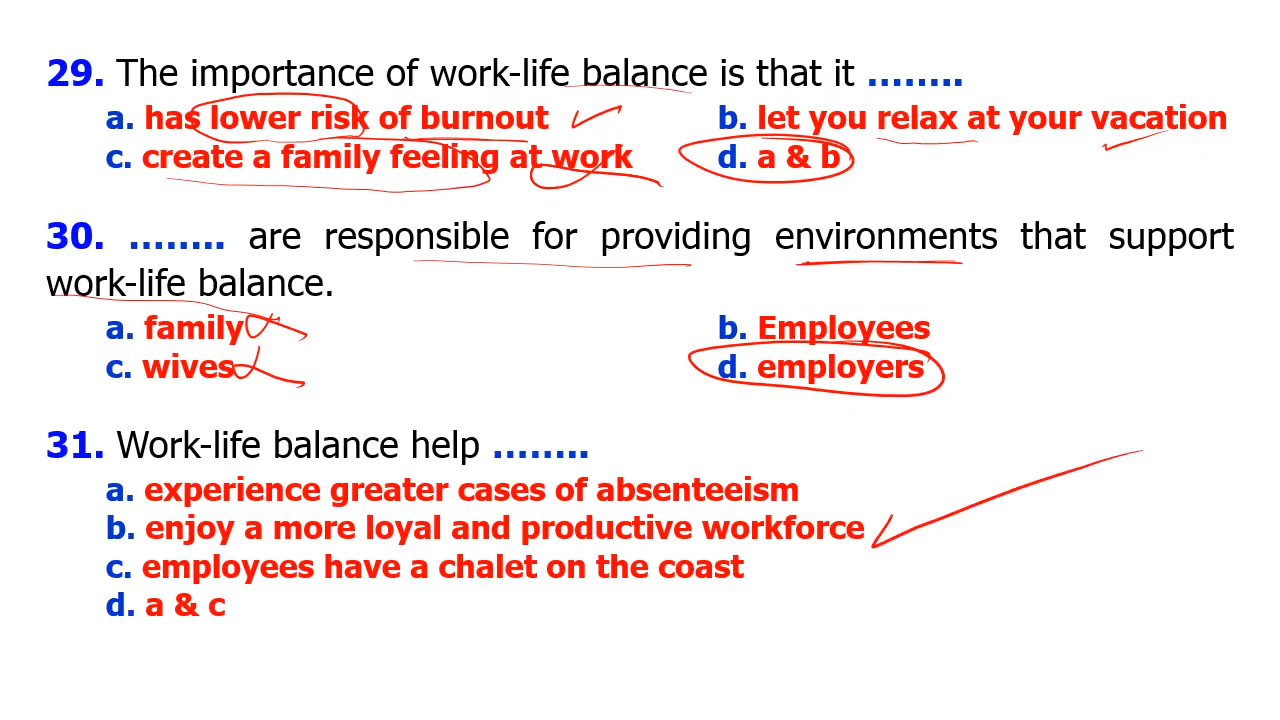 29. The importance of work-life balance is that it ........
a. has lower risk of burnout b. let you relax at your vacation
c. create a family feeling at work d. a & b
30. ........ are responsible for providing environments that support
work-life balance.
a. family b. Employees
c. wives d. employers
31. Work-life balance help ........
a. experience greater cases of absenteeism
b. enjoy a more loyal and productive workforce
c. employees have a chalet on the coast
d. a & c